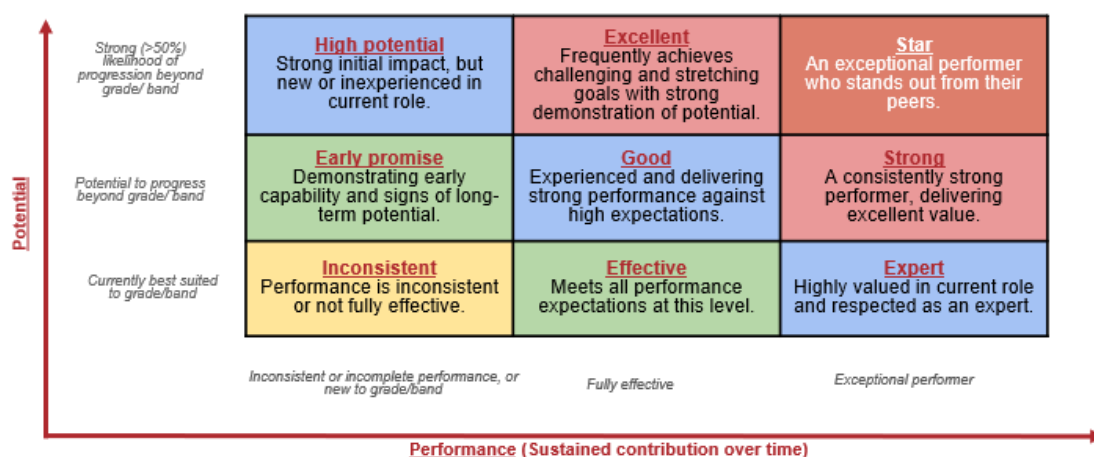 Strong (>50%)
likelihood of
progression beyond
grade/ band
High potential
Strong initial impact, but
new or inexperienced in
current role.
Excellent
Frequently achieves
challenging and stretching
goals with strong
demonstration of potential.
Star
An exceptional performer
who stands out from their
peers.
Potential
Potential to progress
beyond grade/ band
Early promise
Demonstrating early
capability and signs of long-
term potential.
Good
Experienced and delivering
strong performance against
high expectations.
Strong
A consistently strong
performer, delivering
excellent value.
Currently best suited
to grade/band
Inconsistent
Performance is inconsistent
or not fully effective.
Effective
Meets all performance
expectations at this level.
Expert
Highly valued in current role
and respected as an expert.
Inconsistent or incomplete performance, or
new to grade/band
Fully effective
Exceptional performer
Performance (Sustained contribution over time)